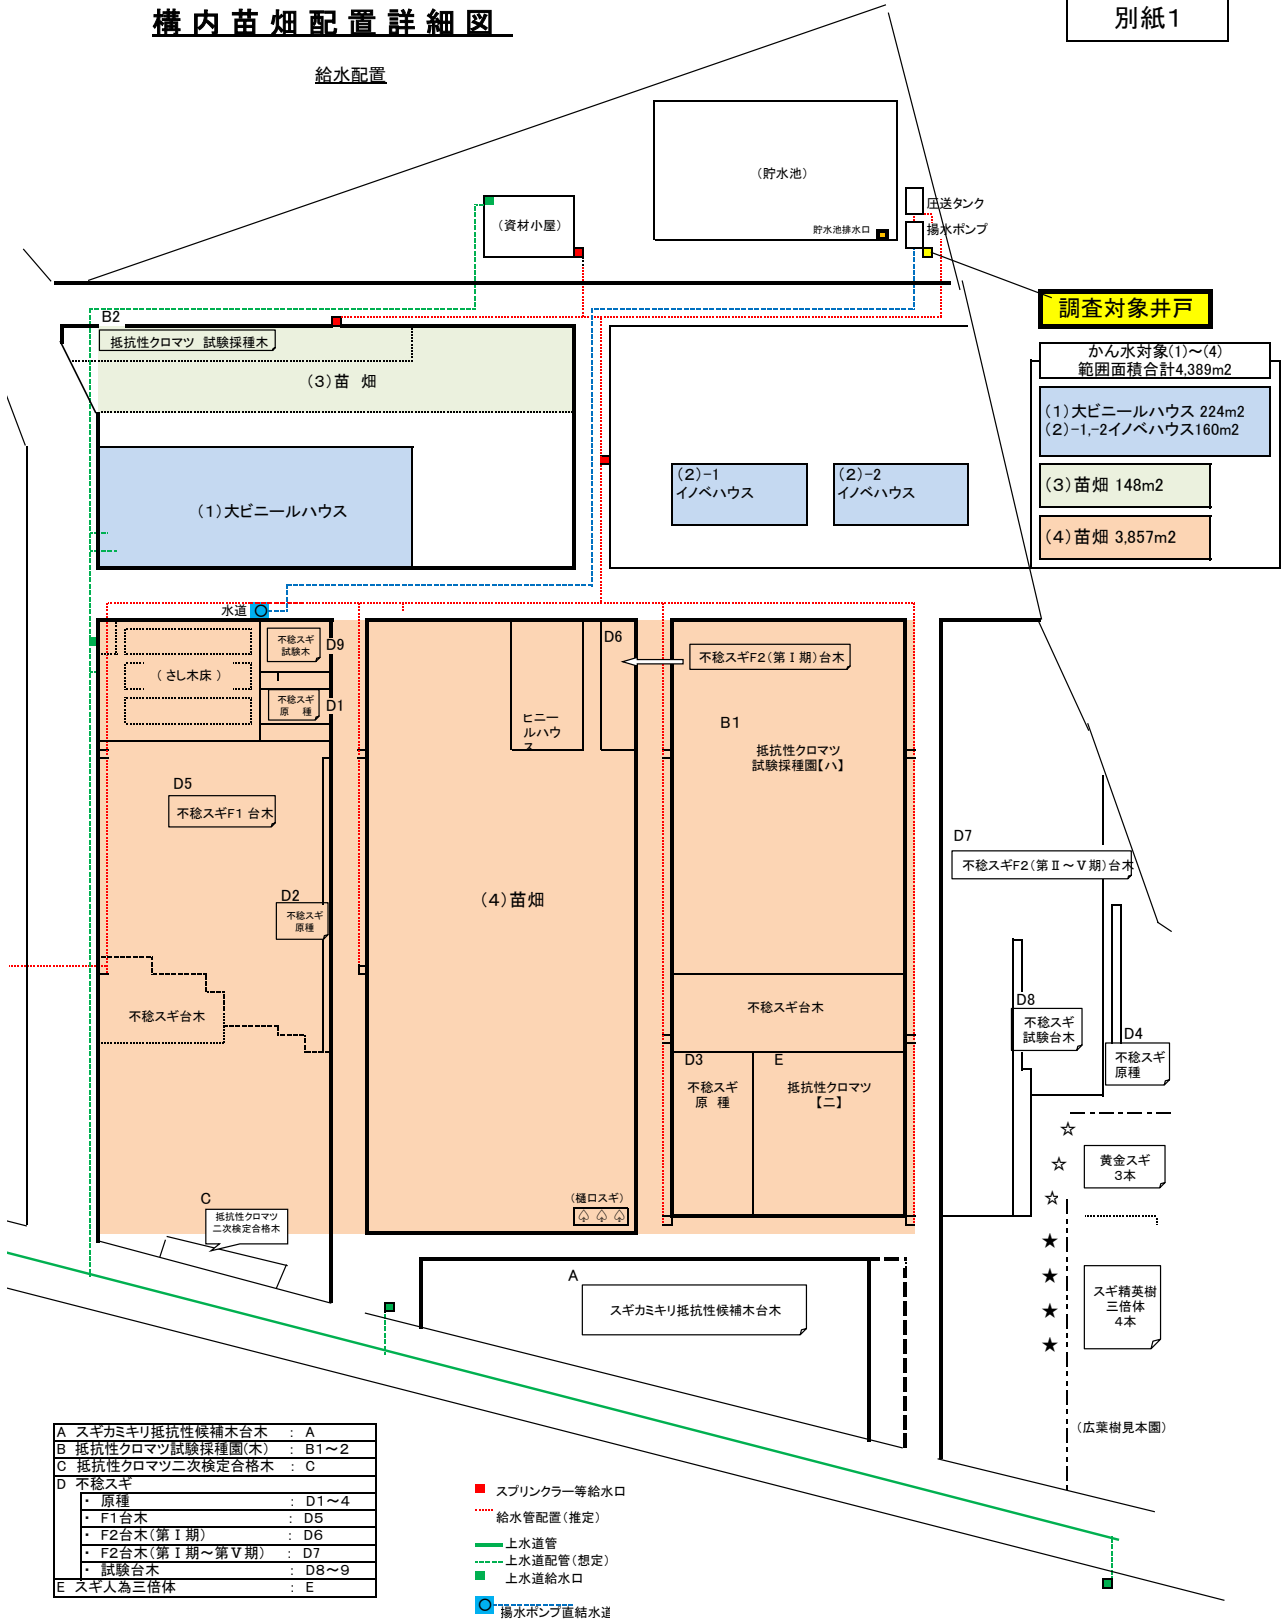 構内苗畑配置詳細図
別紙1
給水配置
(貯水池)
圧送タンク
(資材小屋)
貯水池排水口
揚水ポンプ
調査対象井戸
B2
抵抗性クロマツ 試験採種木
かん水対象(1)～(4)
範囲面積合計4,389m2
(3)苗 畑
(1)大ビニールハウス 224m2
(2)-1,-2イノベハウス160m2
(2)-1
イノベハウス
(2)-2
イノベハウス
(3)苗畑 148m2
(1)大ビニールハウス
(4)苗畑 3,857m2
水道
不稔スギ
試験木
D9
D6
(さし木床)
不稔スギF2(第Ⅰ期)台木
不稔スギ
原 種
D1
ビニー
ルハウ
ス
B1
抵抗性クロマツ
試験採種園【ハ】
D5
不稔スギF1 台木
D7
不稔スギF2(第Ⅱ～Ⅴ期)台木
D2
不稔スギ
原種
(4)苗畑
不稔スギ台木
不稔スギ台木
D8
不稔スギ
試験台木
D4
不稔スギ
原種
D3
不稔スギ
原 種
E
抵抗性クロマツ
【ニ】
☆
☆
☆
黄金スギ
3本
C
抵抗性クロマツ
二次検定合格木
(樋口スギ)
★
★
★
★
スギ精英樹
三倍体
4本
A
スギカミキリ抵抗性候補木台木
(広葉樹見本園)
A スギカミキリ抵抗性候補木台木 : A
B 抵抗性クロマツ試験採種園(木) : B1～2
C 抵抗性クロマツ二次検定合格木 : C
D 不稔スギ
・ 原種 : D1～4
・ F1台木 : D5
・ F2台木(第Ⅰ期) : D6
・ F2台木(第Ⅰ期～第Ⅴ期) : D7
・ 試験台木 : D8～9
E スギ人為三倍体 : E
スプリンクラー等給水口
給水管配置(推定)
上水道管
上水道配管(想定)
上水道給水口
揚水ポンプ直結水道